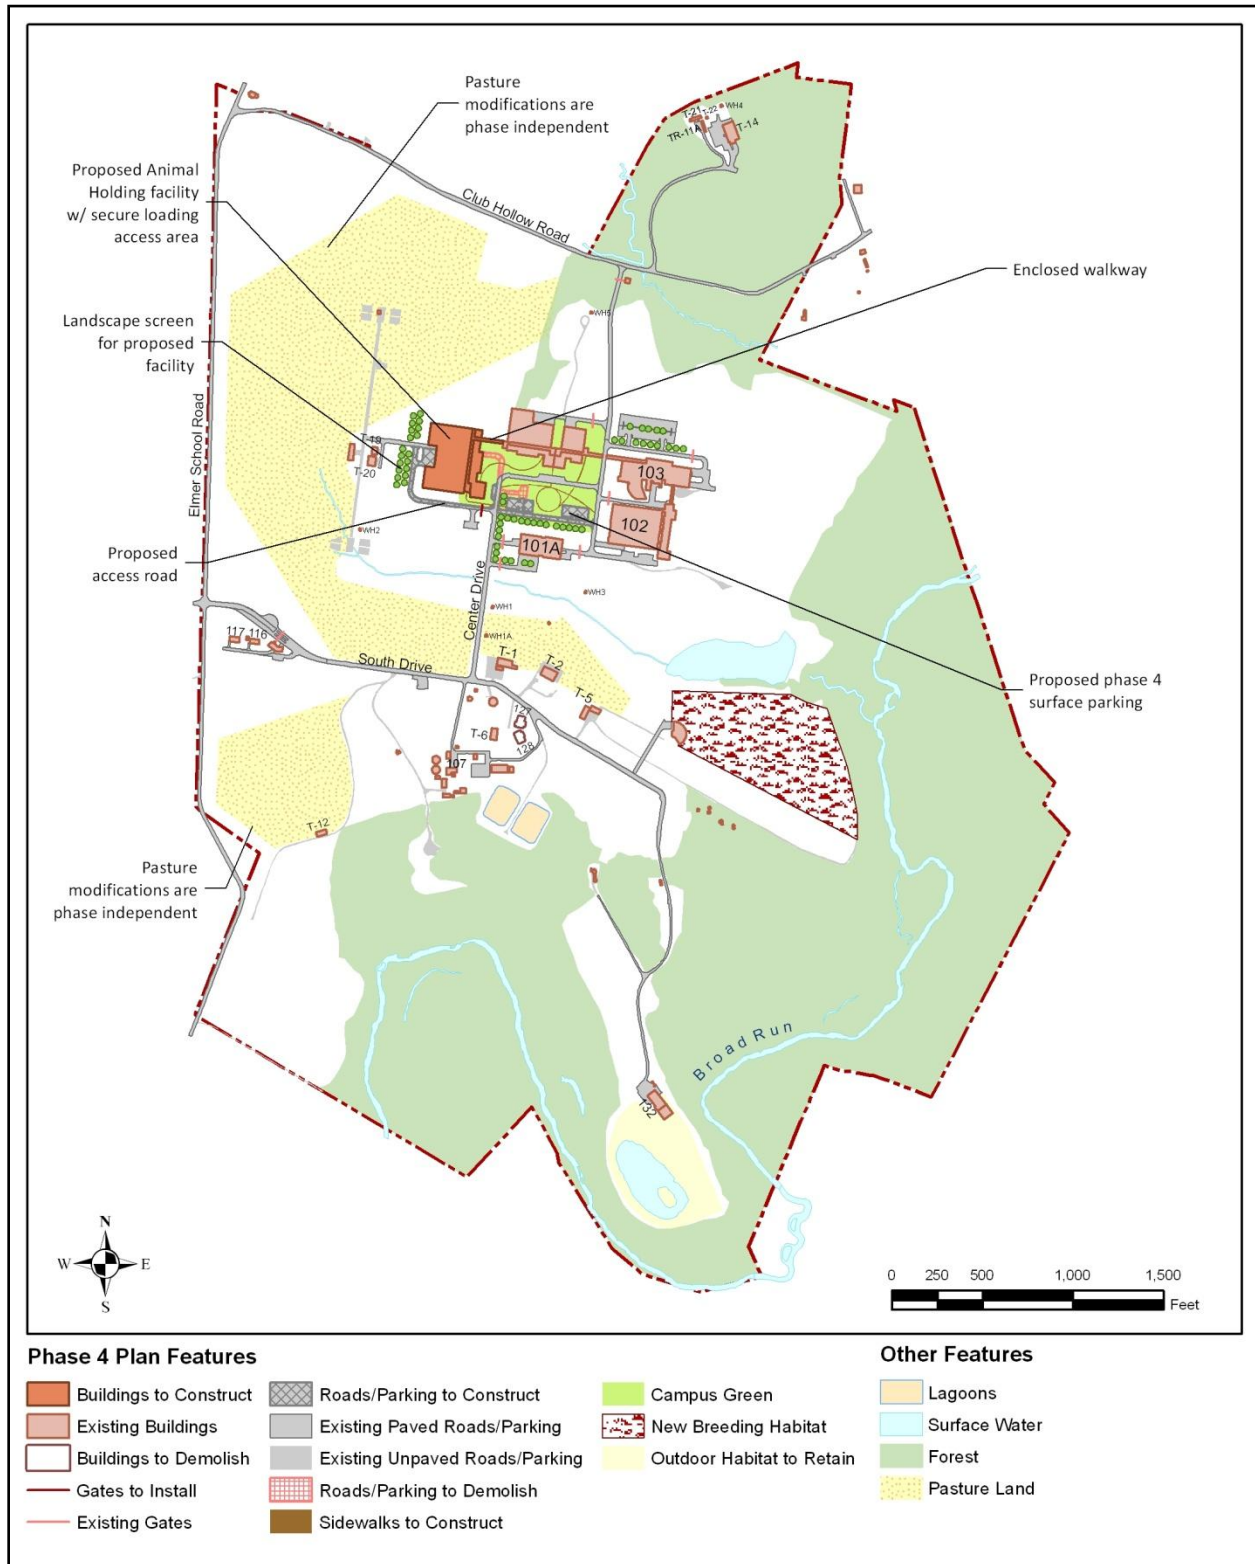 Pasture
modifications are
phase independent
Proposed Animal
Holding facility
w/ secure loading
access area
Landscape screen
for proposed
facility
Proposed
access road
Pasture
modifications are
phase independent
Enclosed walkway
Proposed phase 4
surface parking
Elmer School Road
Club Hollow Road
Center Drive
South Drive
Broad Run
T-21
T-22
WH4
TR-11A
T-14
WH5
T-19
T-20
103
102
101A
WH2
WH3
WH1
WH1A
117
116
T-1
T-2
T-5
127
T-6
128
107
T-12
132
N
W
E
S
0 250 500 1,000 1,500
Feet
Phase 4 Plan Features
Buildings to Construct
Existing Buildings
Buildings to Demolish
Gates to Install
Existing Gates
Roads/Parking to Construct
Existing Paved Roads/Parking
Existing Unpaved Roads/Parking
Roads/Parking to Demolish
Sidewalks to Construct
Campus Green
New Breeding Habitat
Outdoor Habitat to Retain
Other Features
Lagoons
Surface Water
Forest
Pasture Land